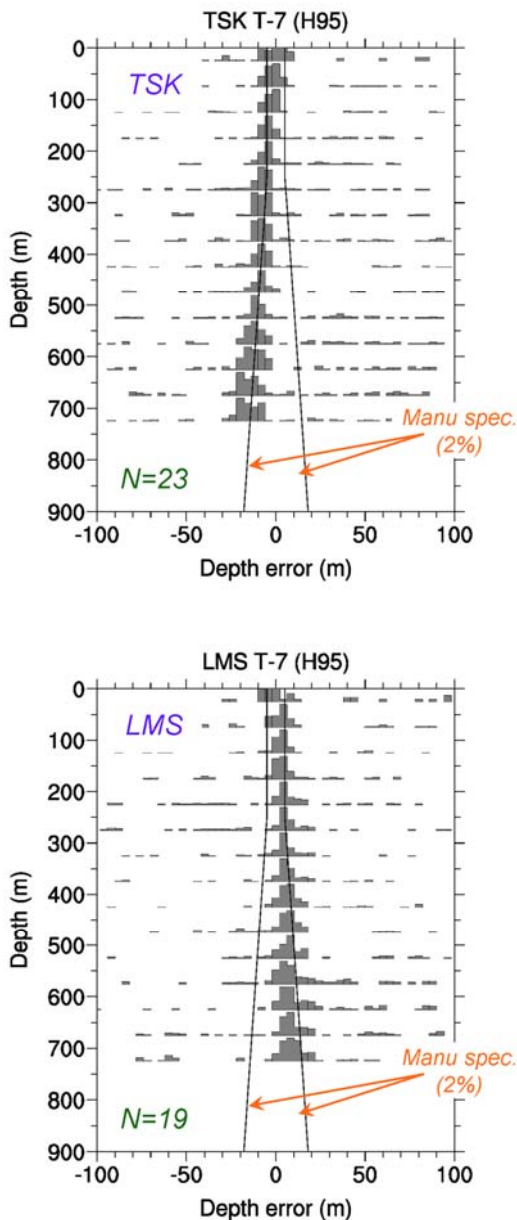 TSK T-7 (H95)
TSK
0
100
200
300
400
500
600
700
800
900
Depth (m)
Manu spec.
(2%)
N=23
-100
-50
0
50
100
Depth error (m)
LMS T-7 (H95)
LMS
0
100
200
300
400
500
600
700
800
900
Depth (m)
Manu spec.
(2%)
N=19
-100
-50
0
50
100
Depth error (m)